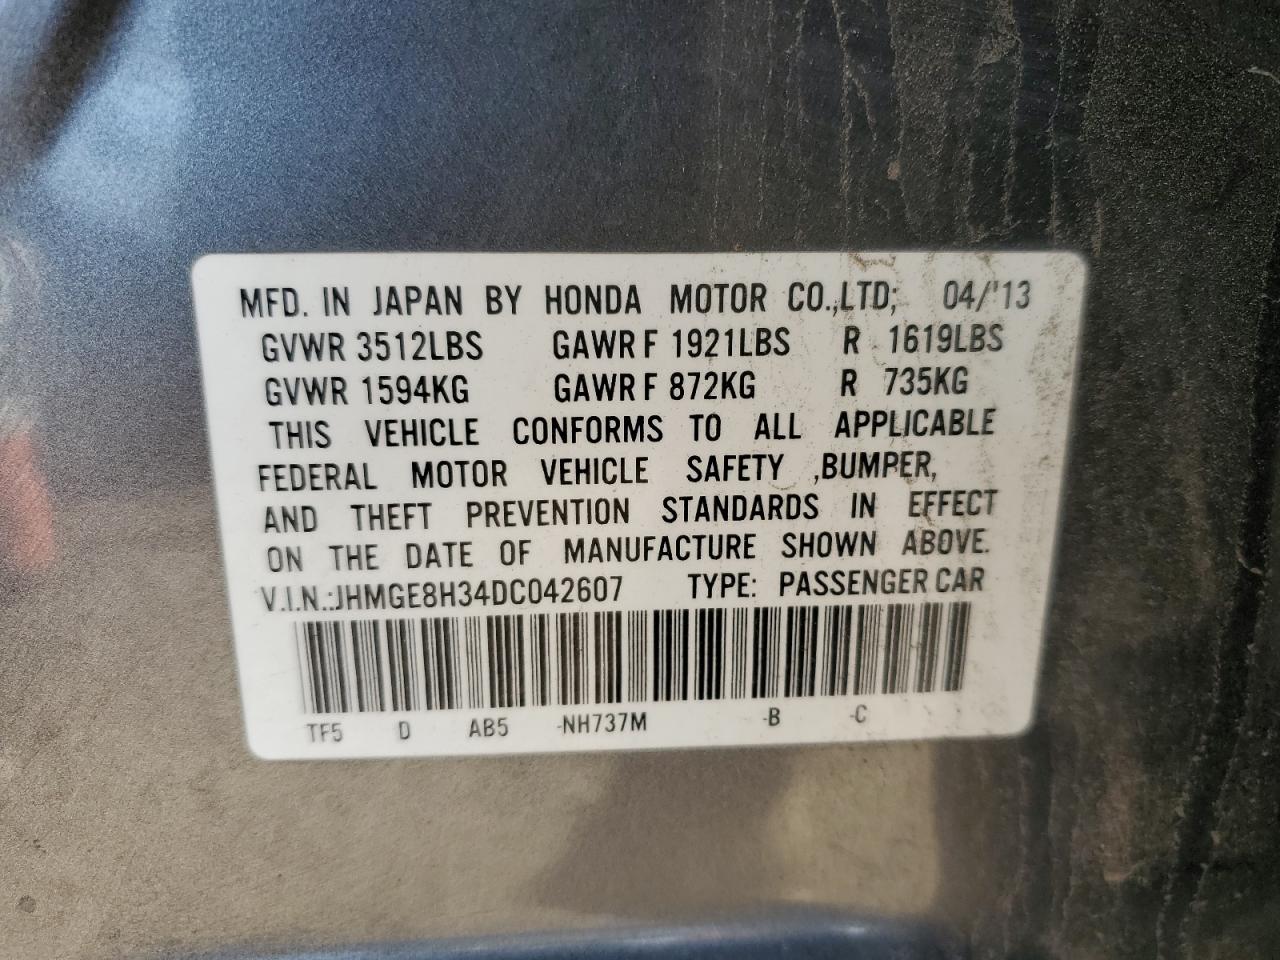 MFD. IN JAPAN BY HONDA MOTOR CO.,LTD; 04/'13
GVWR 3512LBS GAWR F 1921LBS R 1619LBS
GVWR 1594KG GAWR F 872KG R 735KG
THIS VEHICLE CONFORMS TO ALL APPLICABLE
FEDERAL MOTOR VEHICLE SAFETY ,BUMPER,
AND THEFT PREVENTION STANDARDS IN EFFECT
ON THE DATE OF MANUFACTURE SHOWN ABOVE.
V.I.N.:JHMGE8H34DC042607 TYPE: PASSENGER CAR
TF5 D AB5 -NH737M -B -C